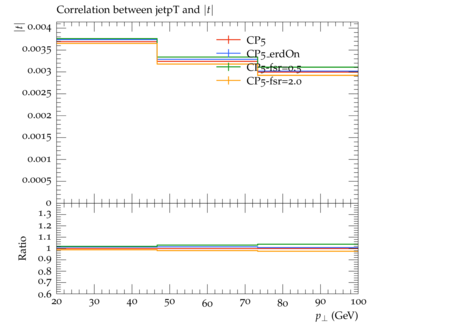 Correlation between jetpT and |t|
|t|
0.004
0.0035
0.003
0.0025
0.002
0.0015
0.001
0.0005
0
CP5
CP5_erdOn
CP5-fsr=0.5
CP5-fsr=2.0
Ratio
1.3
1.2
1.1
1
0.9
0.8
0.7
0.6
20 30 40 50 60 70 80 90 100
p⊥ (GeV)